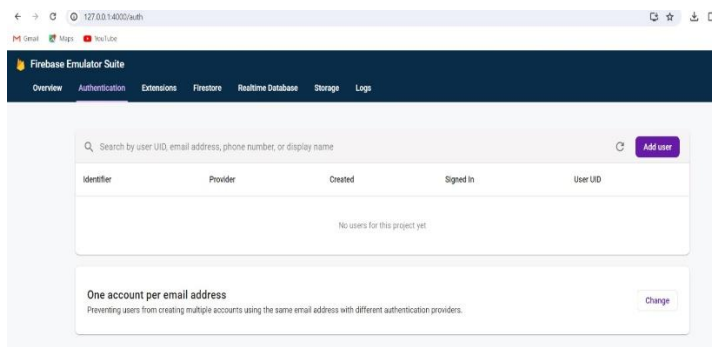 127.0.0.1:4000/auth
Gmail Maps YouTube
Firebase Emulator Suite
Overview Authentication Extensions Firestore Realtime Database Storage Logs
Search by user UID, email address, phone number, or display name Add user
Identifier Provider Created Signed In User UID
No users for this project yet
One account per email address
Preventing users from creating multiple accounts using the same email address with different authentication providers. Change